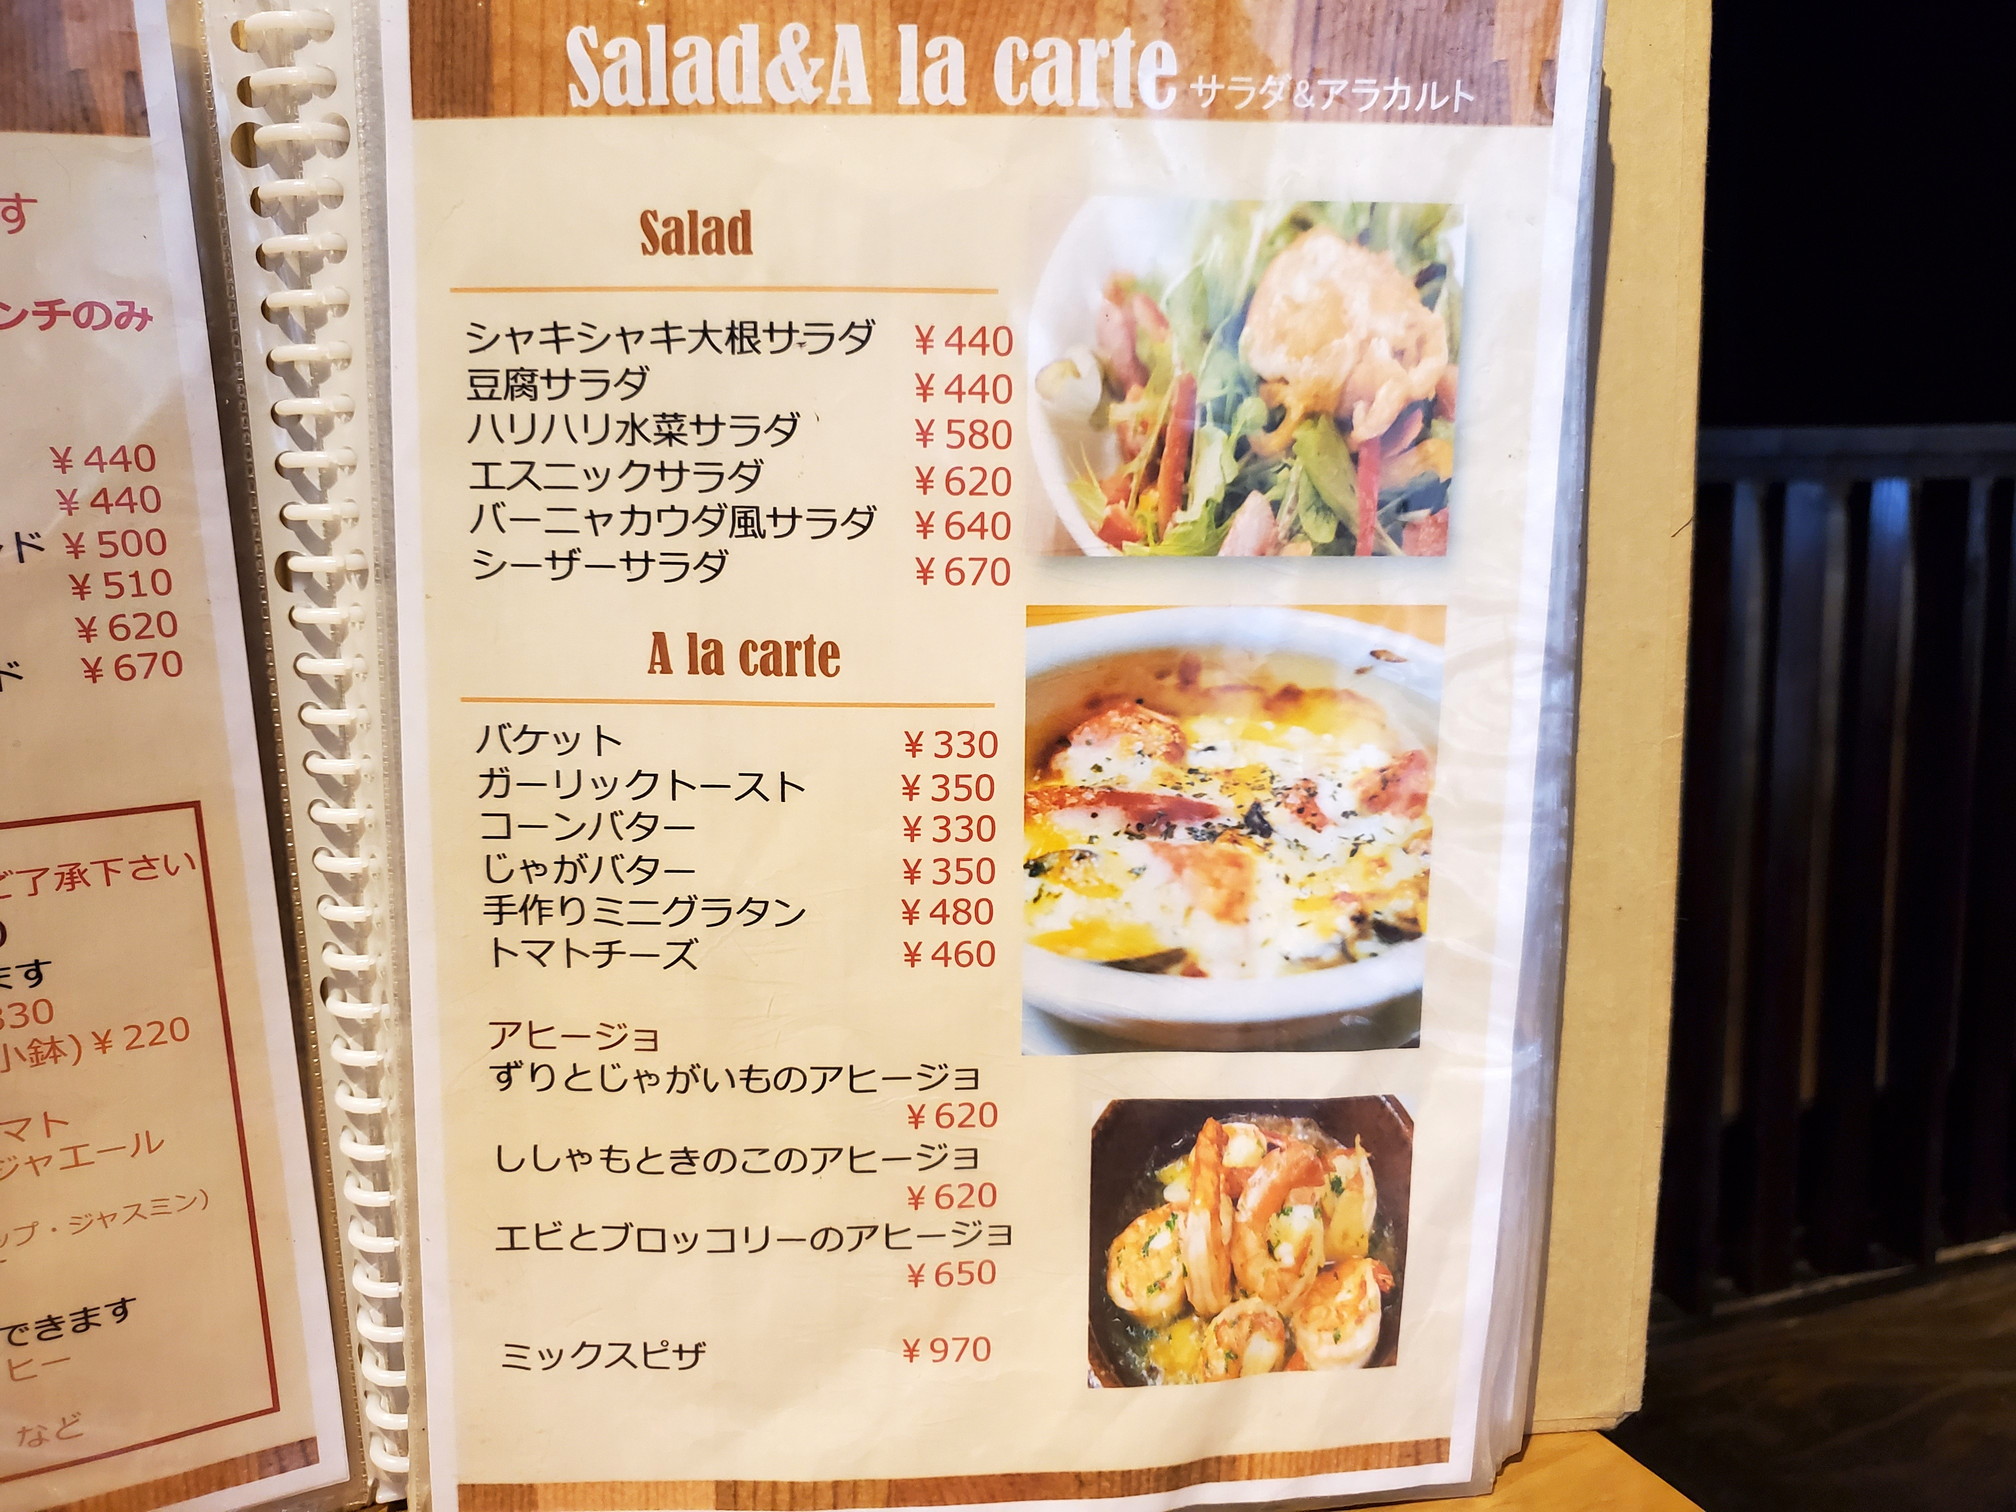 す
ンチのみ
¥440
¥440
ド ¥500
¥510
¥620
ド ¥670
ご了承下さい
ます
330
小鉢)¥220
マト
ジャエール
ップ・ジャスミン)
できます
ヒー
など
Salad&A la carte サラダ&アラカルト
Salad
シャキシャキ大根サラダ ¥440
豆腐サラダ ¥440
ハリハリ水菜サラダ ¥580
エスニックサラダ ¥620
バーニャカウダ風サラダ ¥640
シーザーサラダ ¥670
A la carte
バケット ¥330
ガーリックトースト ¥350
コーンバター ¥330
じゃがバター ¥350
手作りミニグラタン ¥480
トマトチーズ ¥460
アヒージョ
ずりとじゃがいものアヒージョ
¥620
ししゃもときのこのアヒージョ
¥620
エビとブロッコリーのアヒージョ
¥650
ミックスピザ ¥970